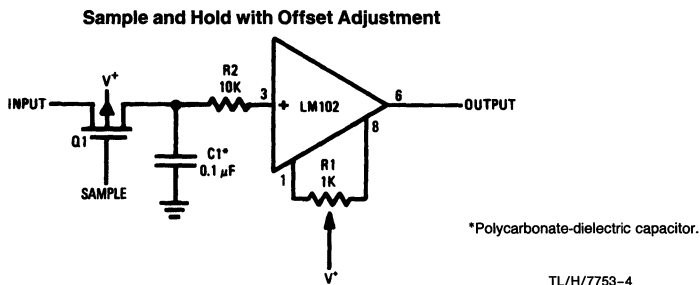 Sample and Hold with Offset Adjustment
V+
INPUT
Q1
SAMPLE
C1*
0.1 μF
R2
10K
3
+
LM102
6
OUTPUT
8
1
R1
1K
V+
*Polycarbonate-dielectric capacitor.
TL/H/7753–4